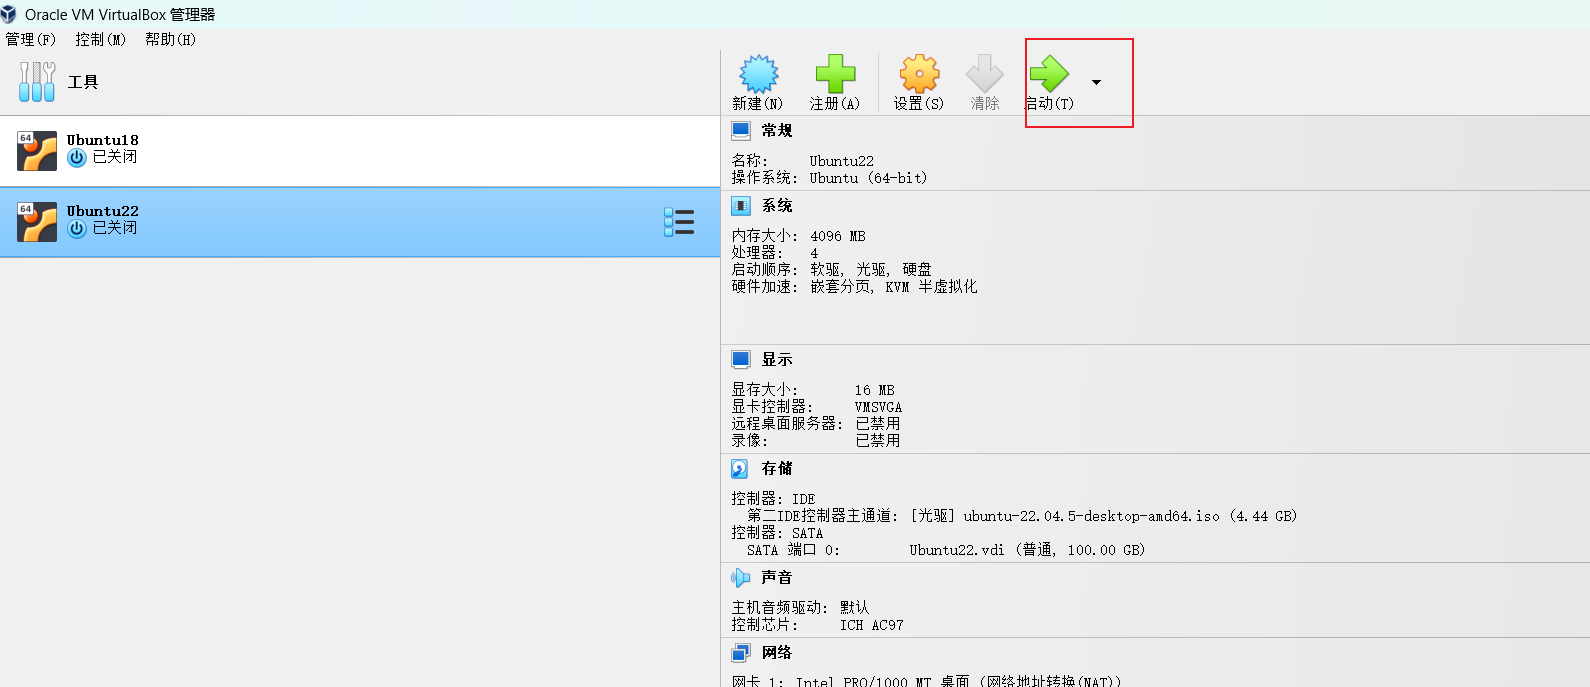 Oracle VM VirtualBox 管理器
管理(F) 控制(M) 帮助(H)
工具
新建(N) 注册(A) 设置(S) 清除 启动(T)
64
Ubuntu18
已关闭
64
Ubuntu22
已关闭
常规
名称: Ubuntu22
操作系统: Ubuntu (64-bit)
系统
内存大小: 4096 MB
处理器: 4
启动顺序: 软驱, 光驱, 硬盘
硬件加速: 嵌套分页, KVM 半虚拟化
显示
显存大小: 16 MB
显卡控制器: VMSVGA
远程桌面服务器: 已禁用
录像: 已禁用
存储
控制器: IDE
第二IDE控制器主通道: [光驱] ubuntu-22.04.5-desktop-amd64.iso (4.44 GB)
控制器: SATA
SATA 端口 0: Ubuntu22.vdi (普通, 100.00 GB)
声音
主机音频驱动: 默认
控制芯片: ICH AC97
网络
网卡 1: Intel PRO/1000 MT 桌面 (网络地址转换(NAT))